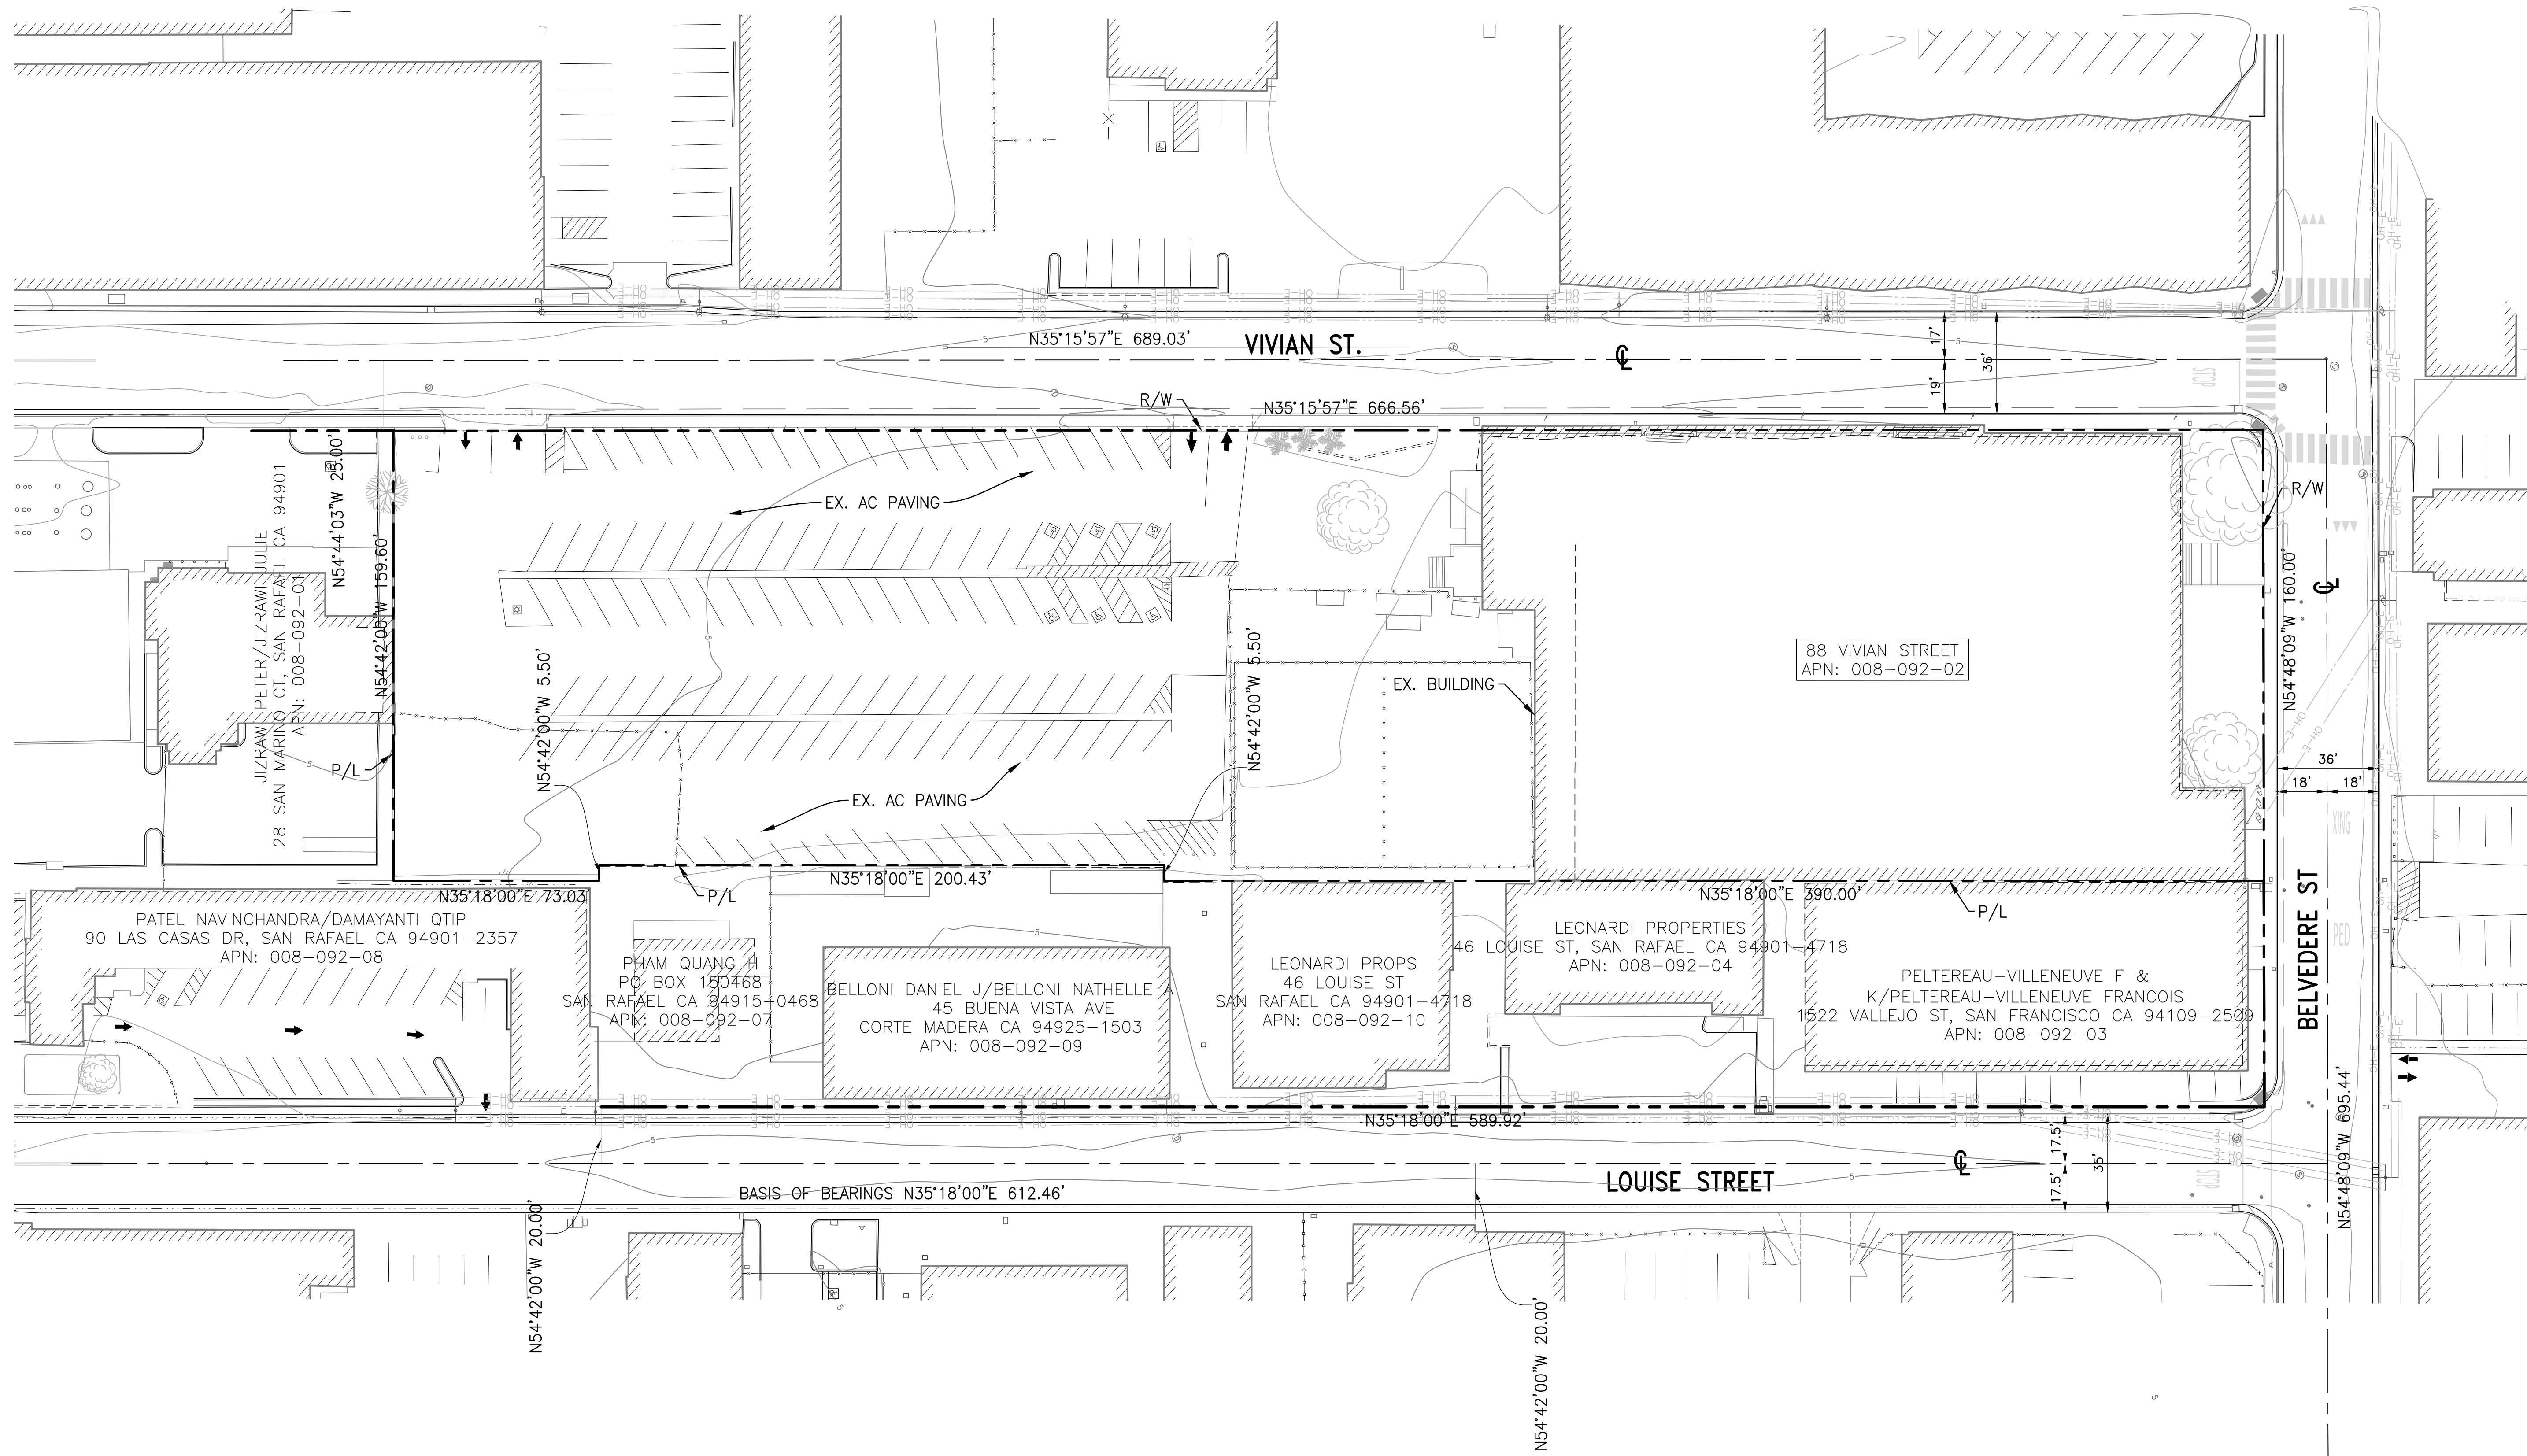 N35°15'57"E 689.03'
VIVIAN ST.
17'
36'
19'
STOP
R/W
N35°15'57"E 666.56'
N54°44'03"W 25.00'
JIZRAWI PETER/JIZRAWI JULIE
28 SAN MARINO CT, SAN RAFAEL CA 94901
APN: 008-092-01
N54°42'00"W 159.60'
P/L
EX. AC PAVING
N54°42'00"W 5.50'
EX. AC PAVING
N54°42'00"W 5.50'
EX. BUILDING
88 VIVIAN STREET
APN: 008-092-02
R/W
N54°48'09"W 160.00'
36'
18'
18'
XING
PED
BELVEDERE ST
N54°48'09"W 695.44'
N35°18'00"E 73.03'
P/L
N35°18'00"E 200.43'
N35°18'00"E 390.00'
P/L
PATEL NAVINCHANDRA/DAMAYANTI QTIP
90 LAS CASAS DR, SAN RAFAEL CA 94901-2357
APN: 008-092-08
PHAM QUANG H
PO BOX 150468
SAN RAFAEL CA 94915-0468
APN: 008-092-07
BELLONI DANIEL J/BELLONI NATHELLE A
45 BUENA VISTA AVE
CORTE MADERA CA 94925-1503
APN: 008-092-09
LEONARDI PROPS
46 LOUISE ST
SAN RAFAEL CA 94901-4718
APN: 008-092-10
LEONARDI PROPERTIES
46 LOUISE ST, SAN RAFAEL CA 94901-4718
APN: 008-092-04
PELTEREAU-VILLENEUVE F &
K/PELTEREAU-VILLENEUVE FRANCOIS
1522 VALLEJO ST, SAN FRANCISCO CA 94109-2509
APN: 008-092-03
N35°18'00"E 589.92'
17.5'
35'
17.5'
STOP
LOUISE STREET
BASIS OF BEARINGS N35°18'00"E 612.46'
N54°42'00"W 20.00'
N54°42'00"W 20.00'